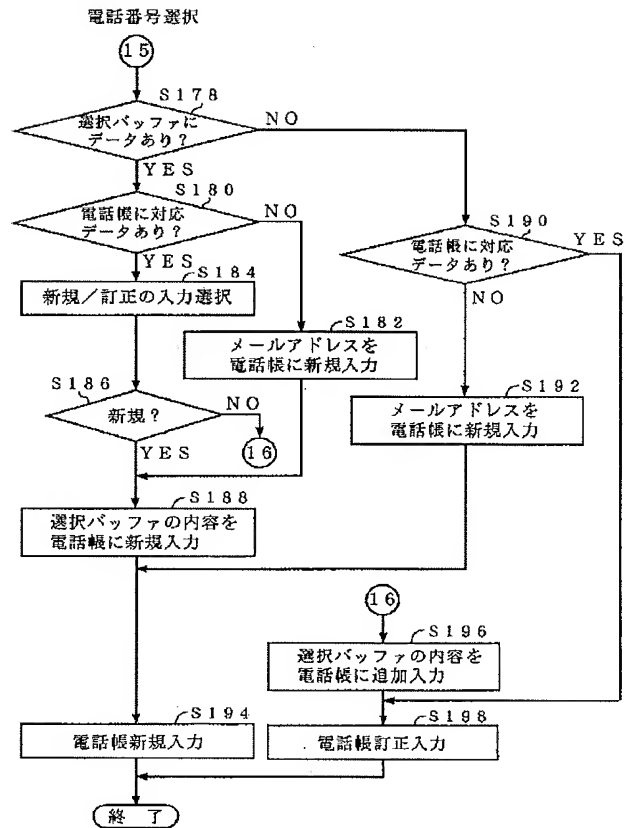 電話番号選択
15
S178
選択バッファに
データあり?
NO
YES
S180
電話帳に対応
データあり?
NO
YES
S190
電話帳に対応
データあり?
YES
NO
S184
新規/訂正の入力選択
S182
メールアドレスを
電話帳に新規入力
S186
新規?
NO
16
YES
S192
メールアドレスを
電話帳に新規入力
S188
選択バッファの内容を
電話帳に新規入力
16
S196
選択バッファの内容を
電話帳に追加入力
S194
電話帳新規入力
S198
電話帳訂正入力
終 了